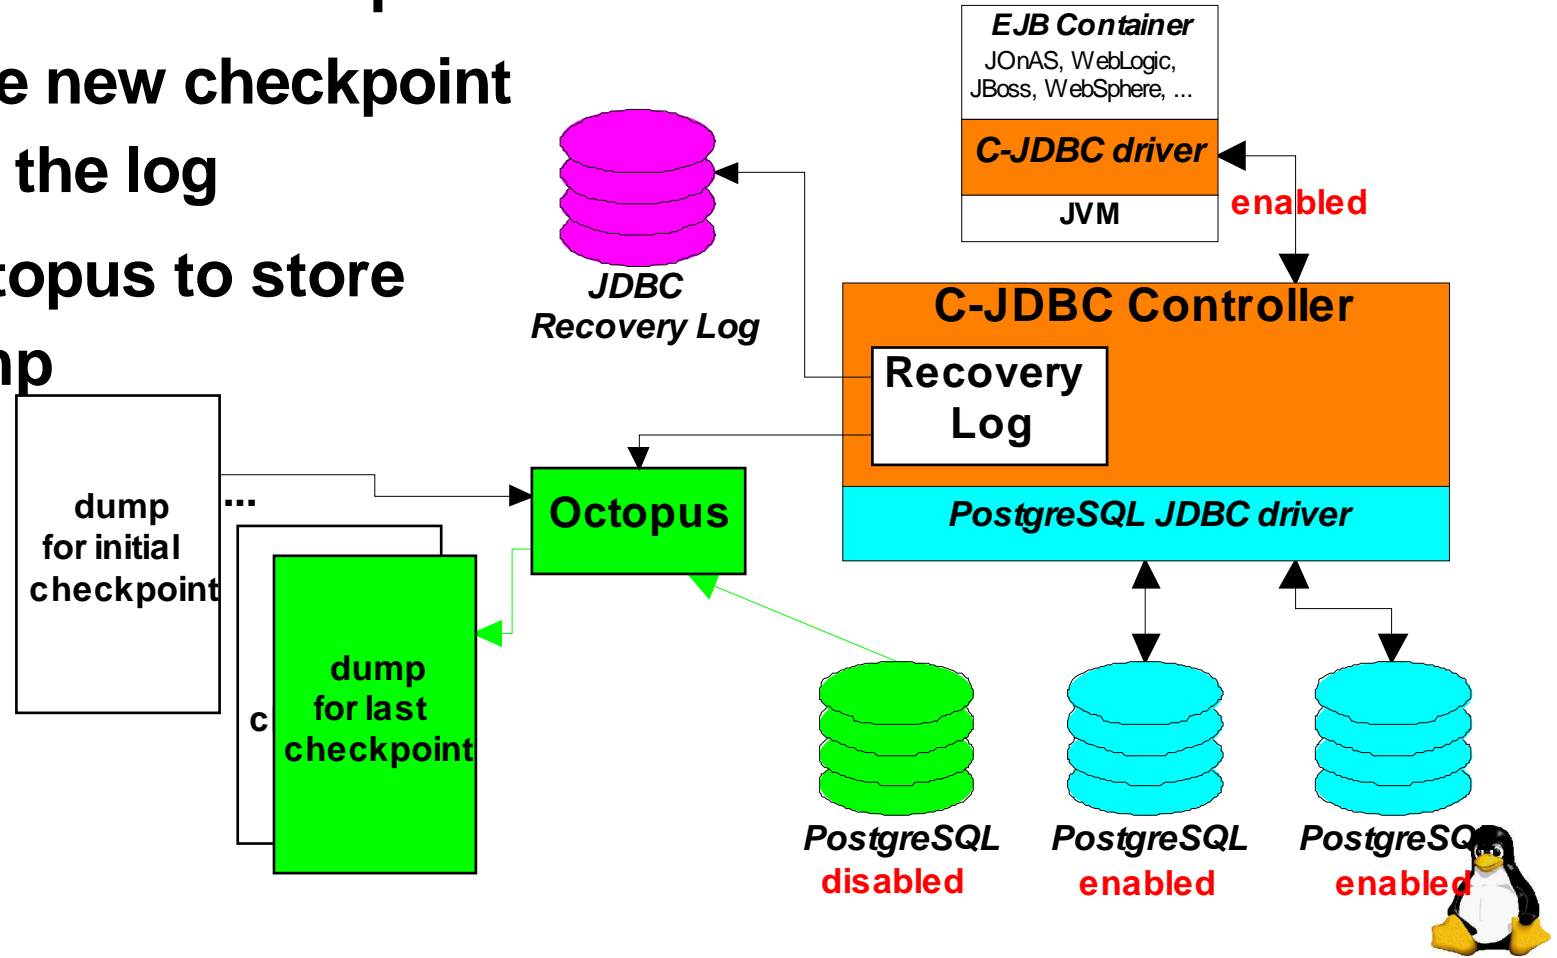 e new checkpoint
the log
topus to store
np
EJB Container
JOnAS, WebLogic,
JBoss, WebSphere, ...
C-JDBC driver
JVM
enabled
JDBC
Recovery Log
C-JDBC Controller
Recovery
Log
PostgreSQL JDBC driver
Octopus
dump
for initial
checkpoint
...
c
dump
for last
checkpoint
PostgreSQL
disabled
PostgreSQL
enabled
PostgreSQ
enabled